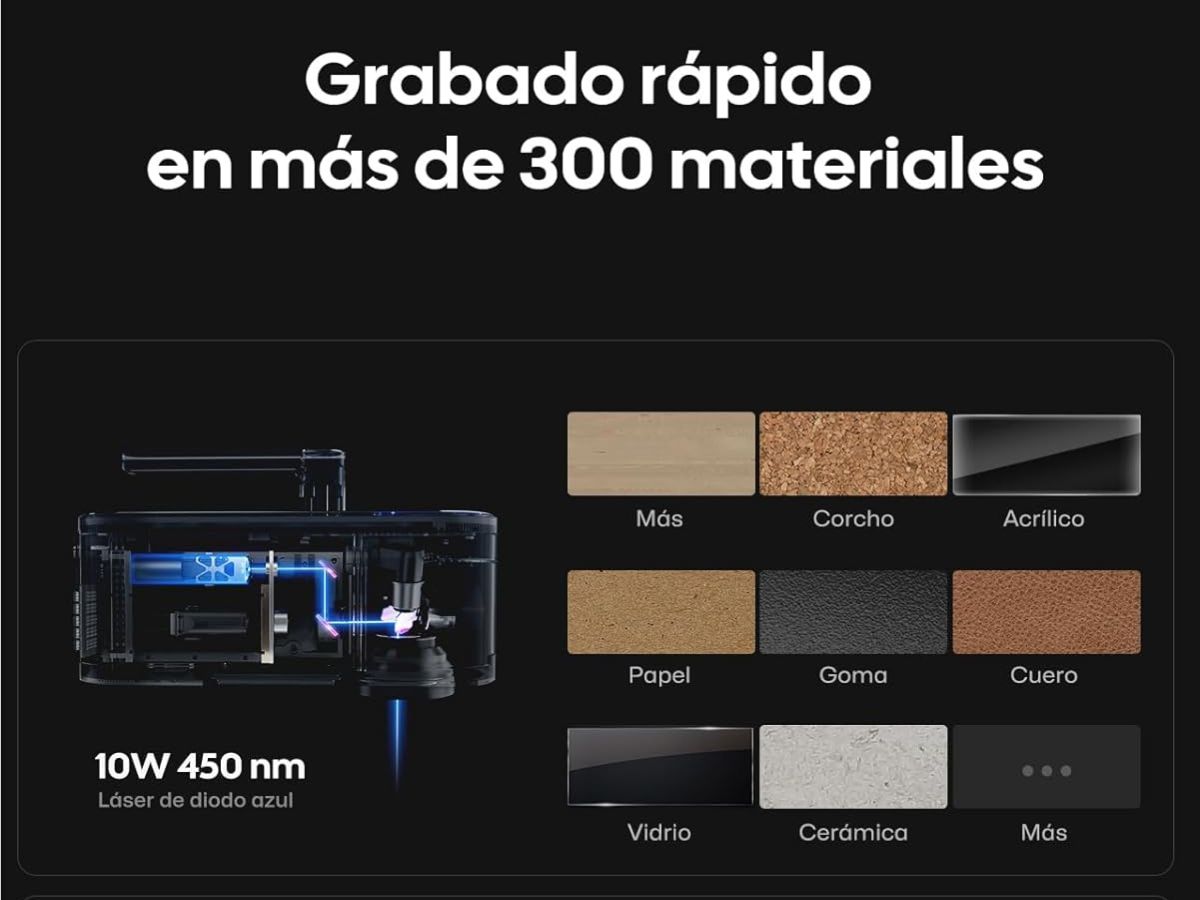 Grabado rápido
en más de 300 materiales
Más
Corcho
Acrílico
Papel
Goma
Cuero
10W 450 nm
Láser de diodo azul
Vidrio
Cerámica
Más